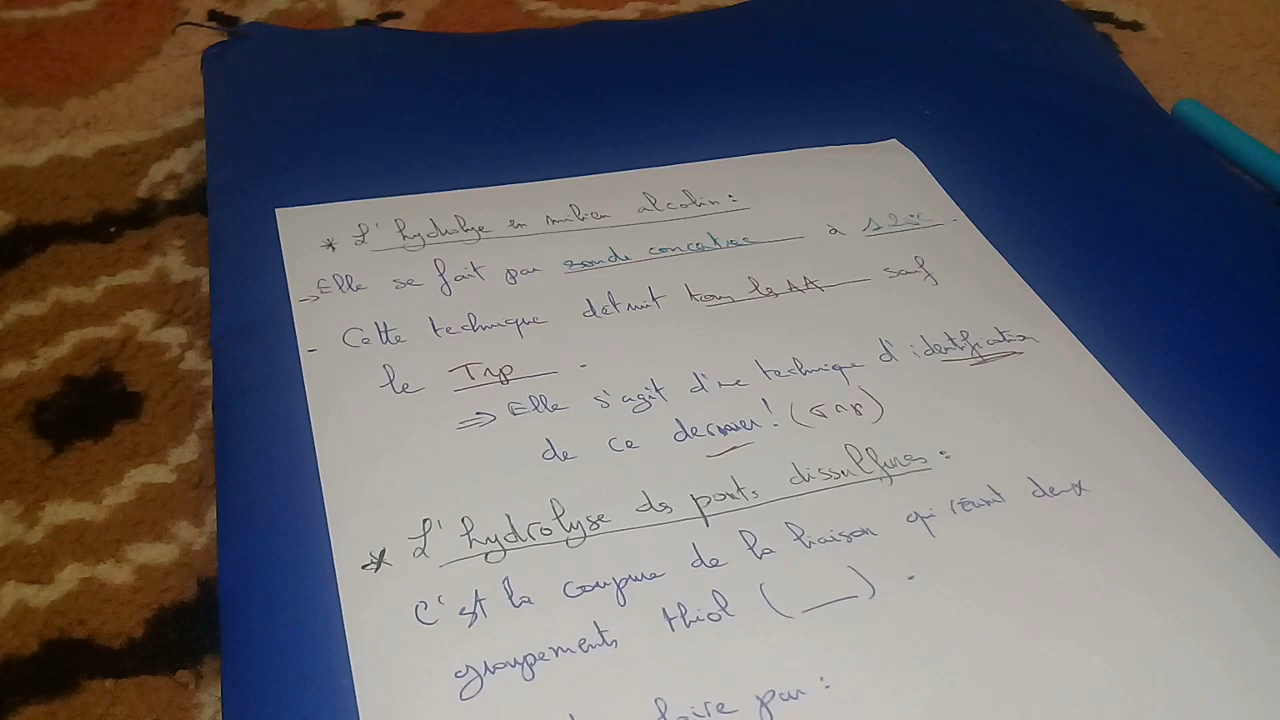 * L'hydrolyse en milieu alcalin :
⇒ Elle se fait par soude concentrée à
- Cette technique détruit tous les AA sauf
le Trp .
⇒ Elle s'agit d'une technique d'identification
de ce dernier! ( )
* L'hydrolyse des ponts dissulfures :
C'est la coupure de la liaison qui réunit deux
groupements thiol ( __ ) .
faire par :